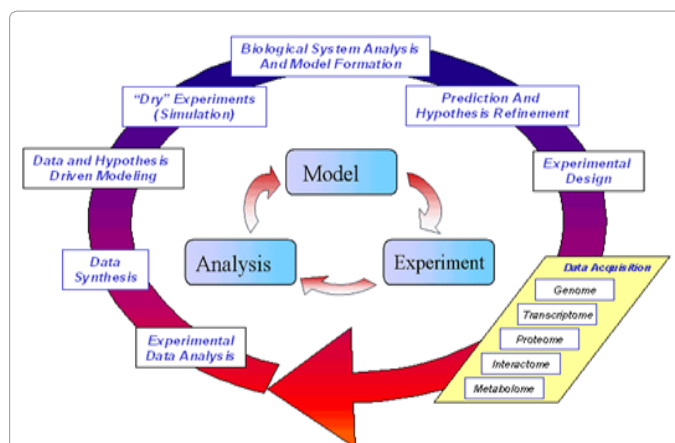 Biological System Analysis
And Model Formation
"Dry" Experiments
(Simulation)
Prediction And
Hypothesis Refinement
Data and Hypothesis
Driven Modeling
Experimental
Design
Model
Analysis
Experiment
Data
Synthesis
Data Acquisition
Genome
Transcriptome
Proteome
Interactome
Metabolome
Experimental
Data Analysis